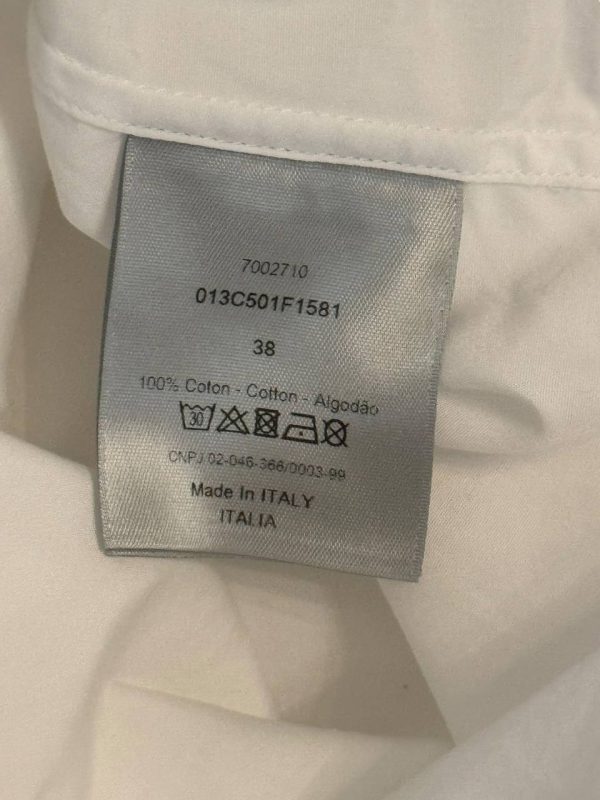 7002710
013C501F1581
38
100% Coton - Cotton - Algodão
30
CNPJ 02-046-366/0003-99
Made In ITALY
ITALIA